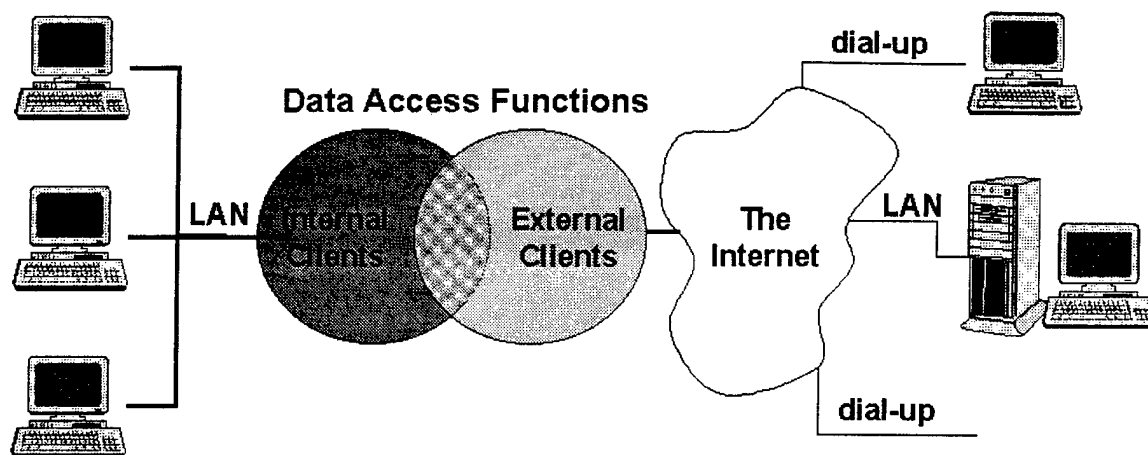 dial-up
Data Access Functions
LAN
Internal
Clients
External
Clients
The
Internet
LAN
dial-up